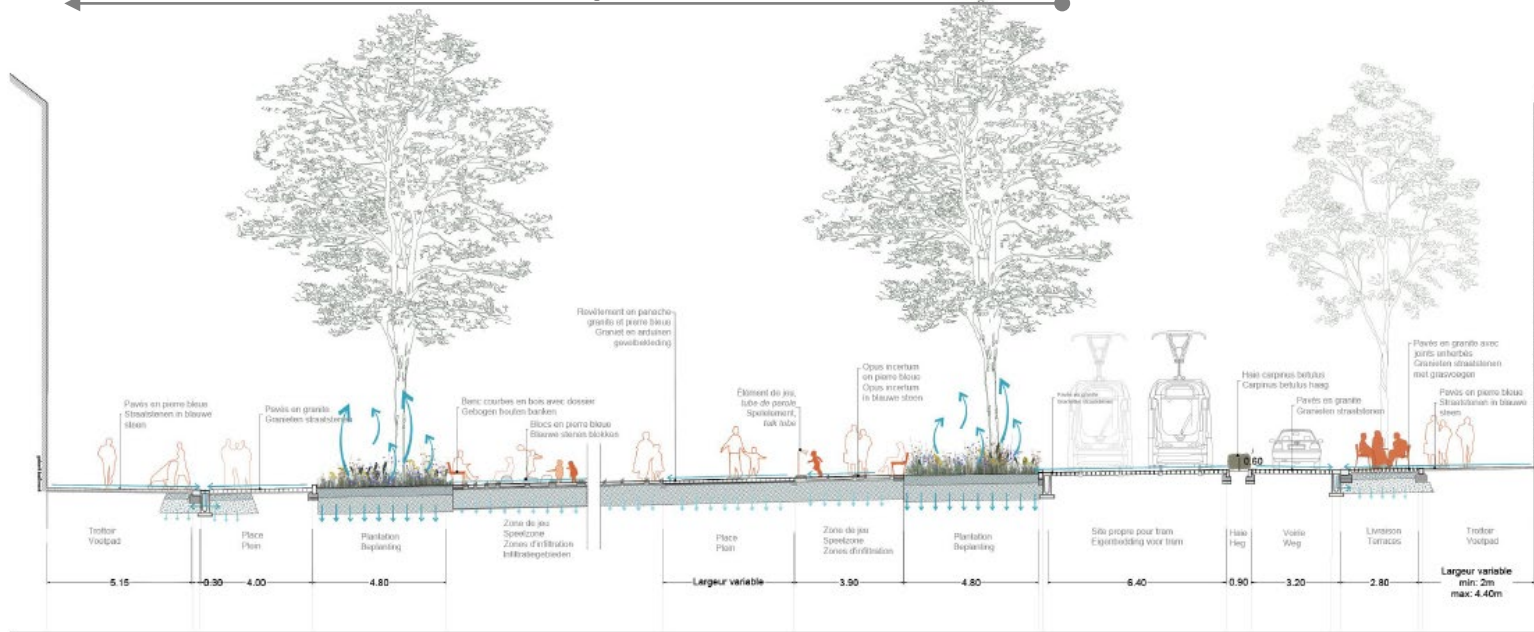 Pavés en pierre bleue
Straatstenen in blauwe
steen
Pavés en granite
Granieten straatstenen
Banc courbes en bois avec dossier
Gebogen houten banken
Blocs en pierre bleue
Blauwe stenen blokken
Revêtement en panache
granite et pierre bleue
Graniet en arduinen
gevelbekleding
Élément de jeu,
tube de parole
Spelelement,
talk tube
Opus incertum
en pierre bleue
Opus incertum
in blauwe steen
Pavés en granite
Granieten straatstenen
Haie carpinus betulus
Carpinus betulus haag
Pavés en granite
Granieten straatstenen
Pavés en granite avec
joints enherbés
Granieten straatstenen
met grasvoegen
Pavés en pierre bleue
Straatstenen in blauwe
steen
0.60
Trottoir
Voetpad
Place
Plein
Plantation
Beplanting
Zone de jeu
Speelzone
Zones d'infiltration
Infiltratiegebieden
Place
Plein
Zone de jeu
Speelzone
Zones d'infiltration
Plantation
Beplanting
Site propre pour tram
Eigenbedding voor tram
Haie
Heg
Voirie
Weg
Livraison
Terraces
Trottoir
Voetpad
5.15
0.30
4.00
4.80
Largeur variable
3.90
4.80
6.40
0.90
3.20
2.80
Largeur variable
min: 2m
max: 4.40m